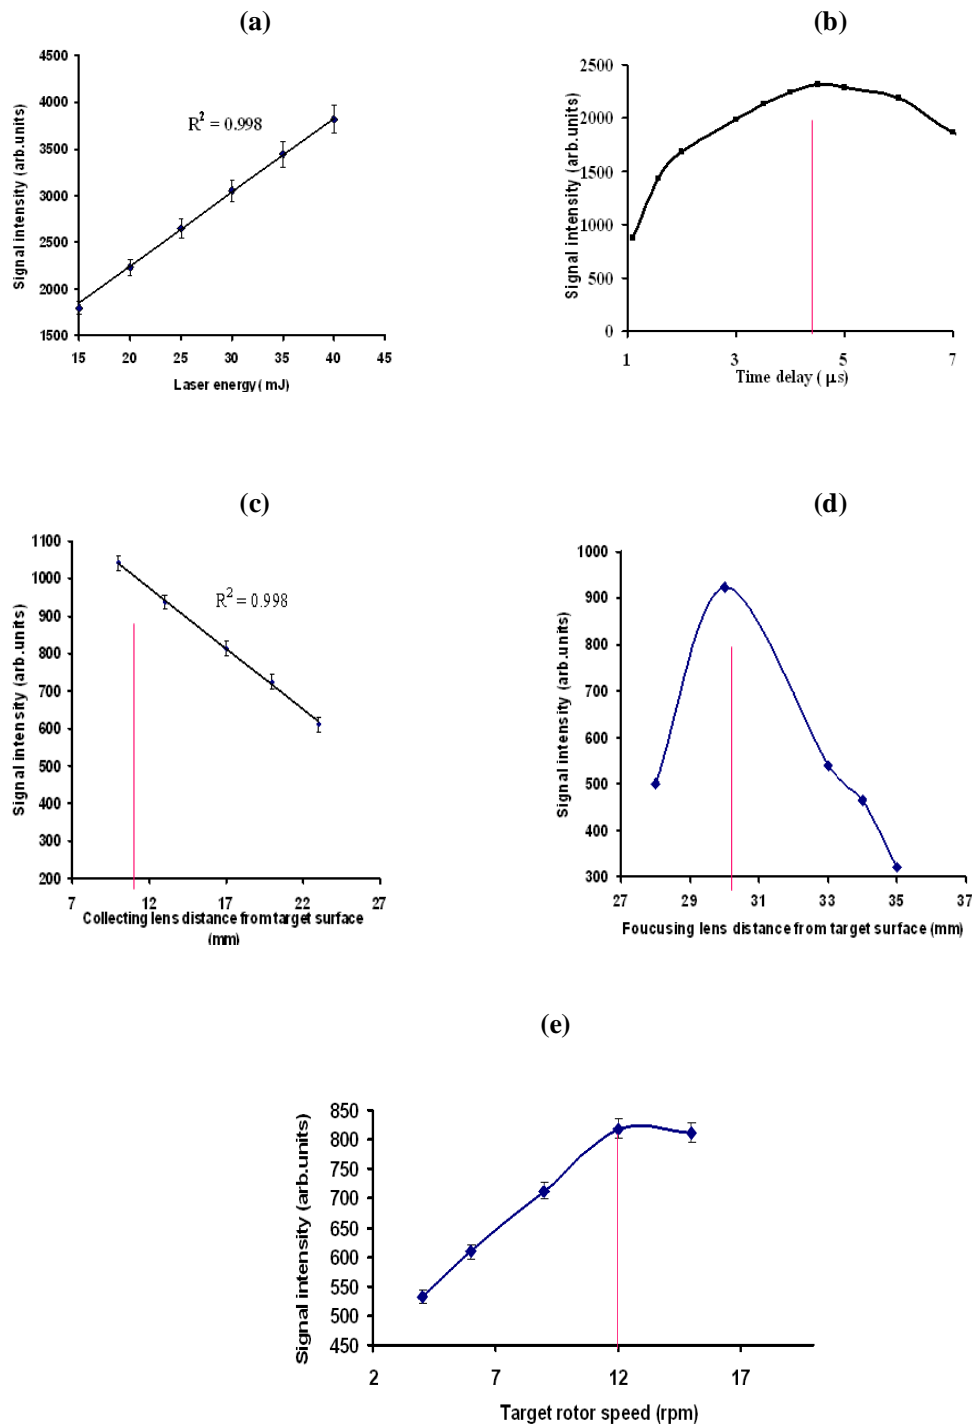 (a)
4500
4000
3500
3000
2500
2000
1500
Signal intensity (arb.units)
R² = 0.998
15 20 25 30 35 40 45
Laser energy ( mJ)
(b)
2500
2000
1500
1000
500
0
Signal intensity (arb.units)
1 3 5 7
Time delay ( μs)
(c)
1100
1000
900
800
700
600
500
400
300
200
Signal intensity (arb.units)
R² = 0.998
7 12 17 22 27
Collecting lens distance from target surface
(mm)
(d)
1000
900
800
700
600
500
400
300
Signal intensity (arb.units)
27 29 31 33 35 37
Foucusing lens distance from target surface (mm)
(e)
850
800
750
700
650
600
550
500
450
Signal intensity (arb.units)
2 7 12 17
Target rotor speed (rpm)